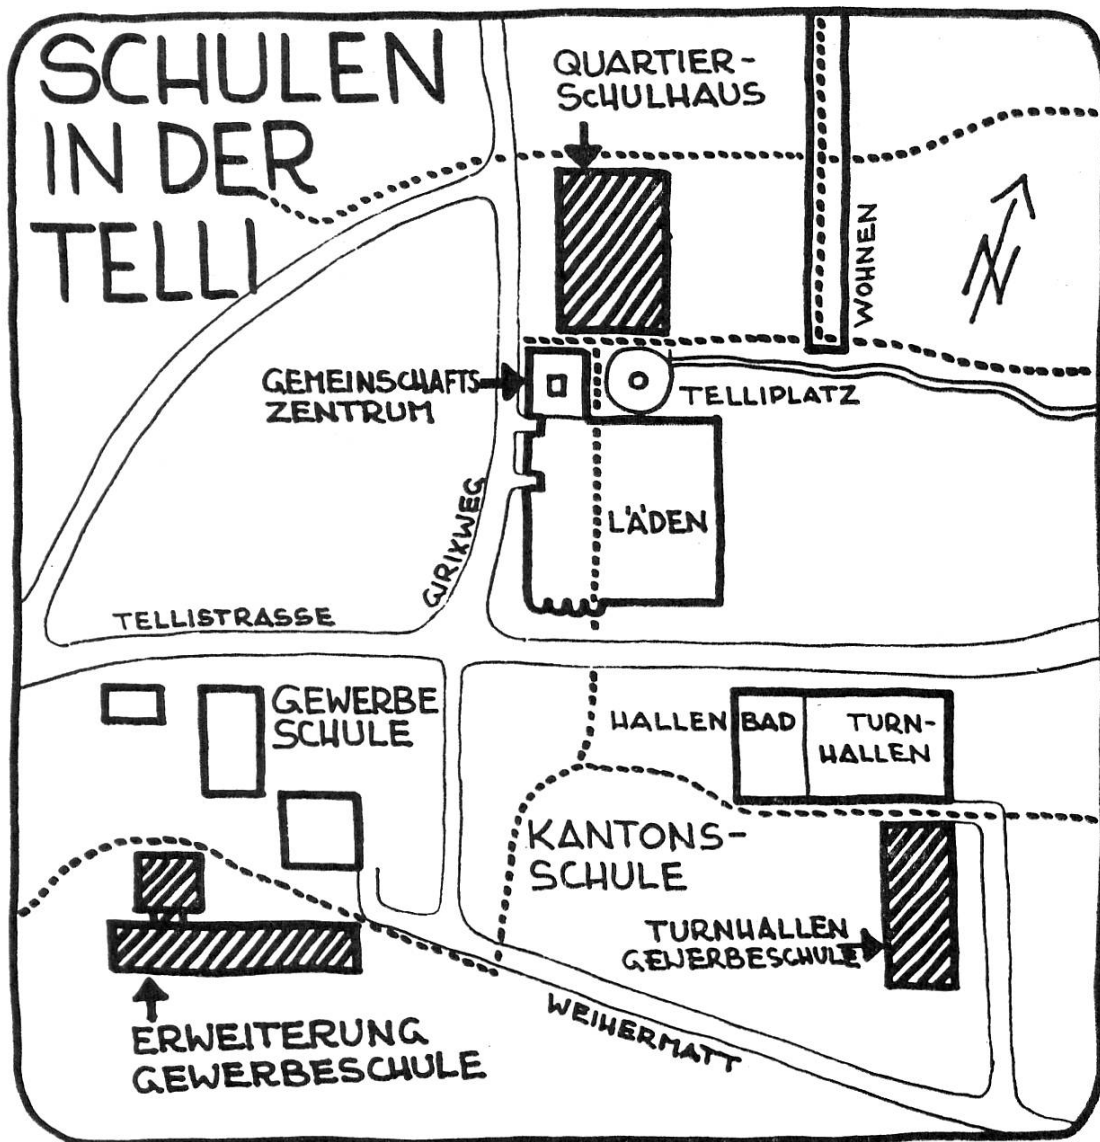 SCHULEN
IN DER
TELLI
QUARTIER-
SCHULHAUS
WOHNEN
N
GEMEINSCHAFTS
ZENTRUM
TELLIPLATZ
LÄDEN
GIRIXWEG
TELLISTRASSE
GEWERBE
SCHULE
HALLEN BAD
TURN-
HALLEN
KANTONS-
SCHULE
TURNHALLEN
GEWERBESCHULE
WEIHERMATT
ERWEITERUNG
GEWERBESCHULE